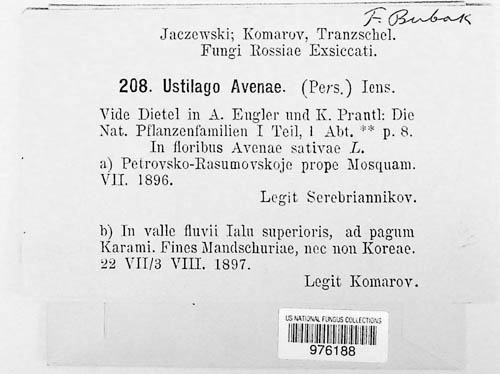 F. Bubak
Jaczewski; Komarov, Tranzschel.
Fungi Rossiae Exsiccati.
208. Ustilago Avenae. (Pers.) Iens.
Vide Dietel in A. Engler und K. Prantl: Die
Nat. Pflanzenfamilien I Teil, 1 Abt. ** p. 8.
In floribus Avenae sativae L.
a) Petrovsko-Rasumovskoje prope Mosquam.
VII. 1896.
Legit Serebriannikov.
b) In valle fluvii Ialu superioris, ad pagum
Karami. Fines Mandschuriae, nec non Koreae.
22 VII/3 VIII. 1897.
Legit Komarov.
US NATIONAL FUNGUS COLLECTIONS
976188